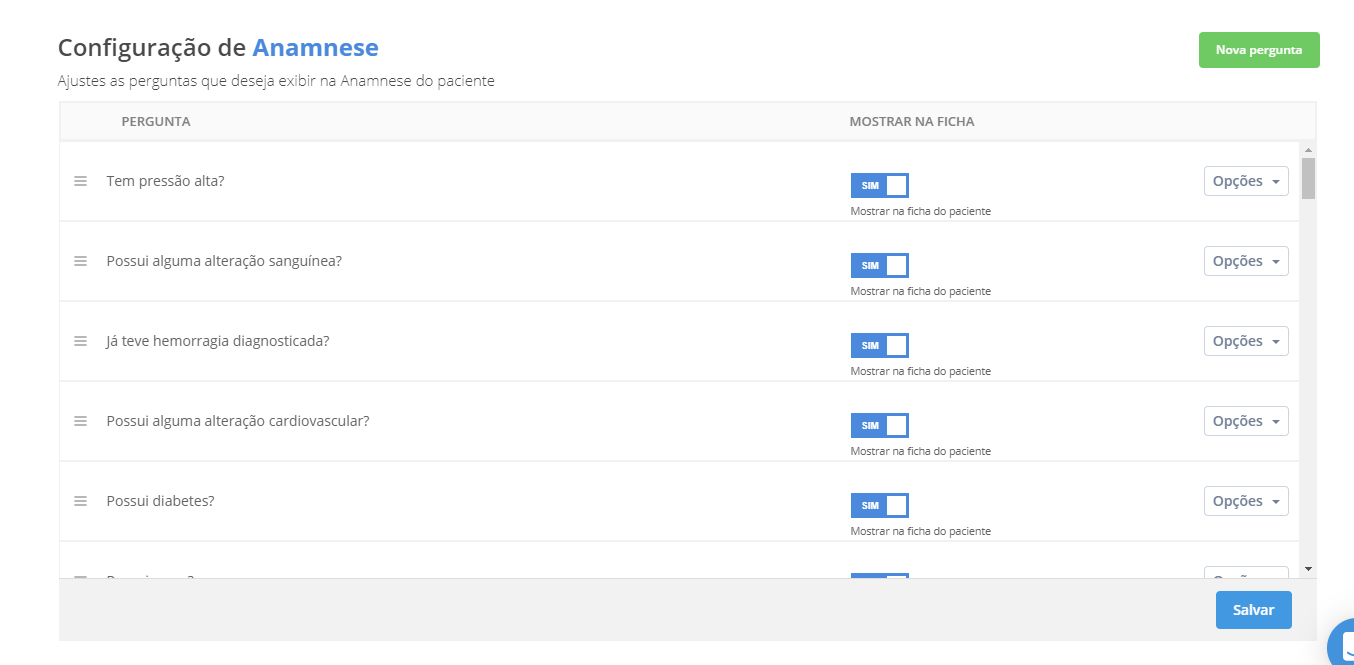 Configuração de Anamnese
Nova pergunta
Ajustes as perguntas que deseja exibir na Anamnese do paciente
PERGUNTA MOSTRAR NA FICHA
Tem pressão alta? SIM Opções
Mostrar na ficha do paciente
Possui alguma alteração sanguínea? SIM Opções
Mostrar na ficha do paciente
Já teve hemorragia diagnosticada? SIM Opções
Mostrar na ficha do paciente
Possui alguma alteração cardiovascular? SIM Opções
Mostrar na ficha do paciente
Possui diabetes? SIM Opções
Mostrar na ficha do paciente
Salvar